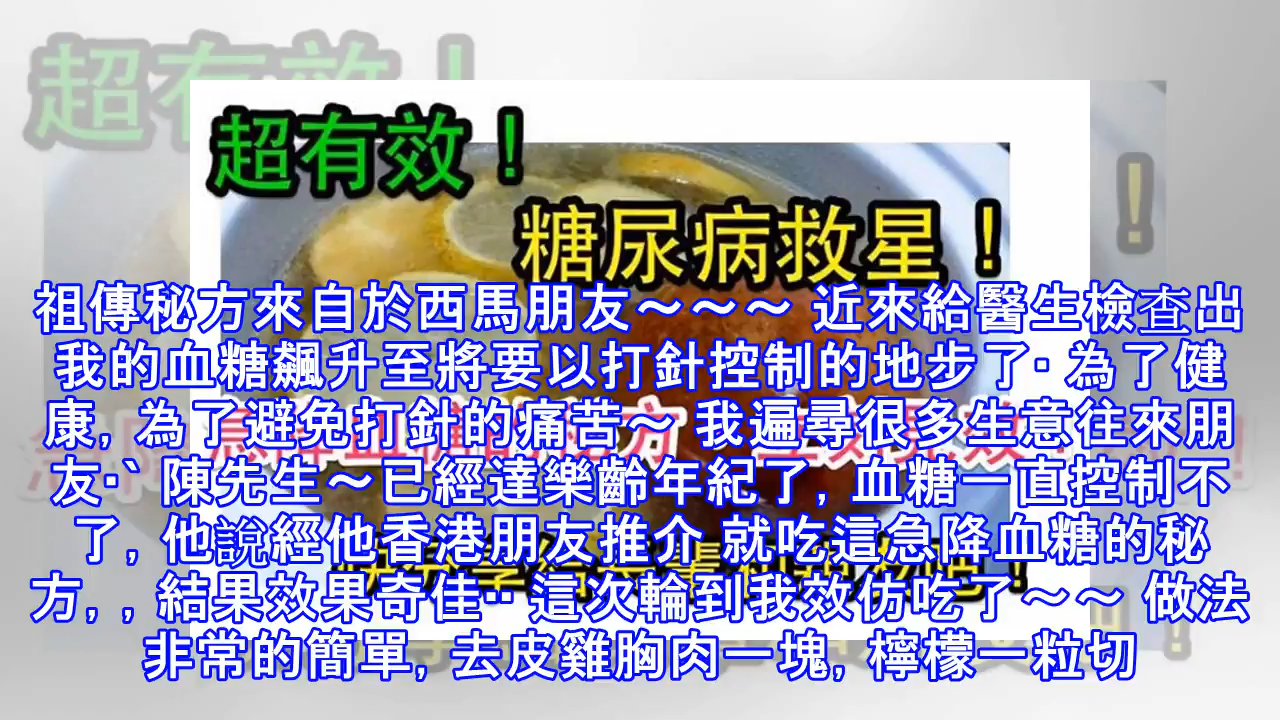 超有效！
糖尿病救星！
祖傳秘方來自於西馬朋友～～～ 近來給醫生檢查出
我的血糖飆升至將要以打針控制的地步了· 為了健
康, 為了避免打針的痛苦～ 我遍尋很多生意往來朋
友·` 陳先生～已經達樂齡年紀了, 血糖一直控制不
了, 他說經他香港朋友推介 就吃這急降血糖的秘
方, , 結果效果奇佳·· 這次輪到我效仿吃了～～ 做法
非常的簡單, 去皮雞胸肉一塊, 檸檬一粒切